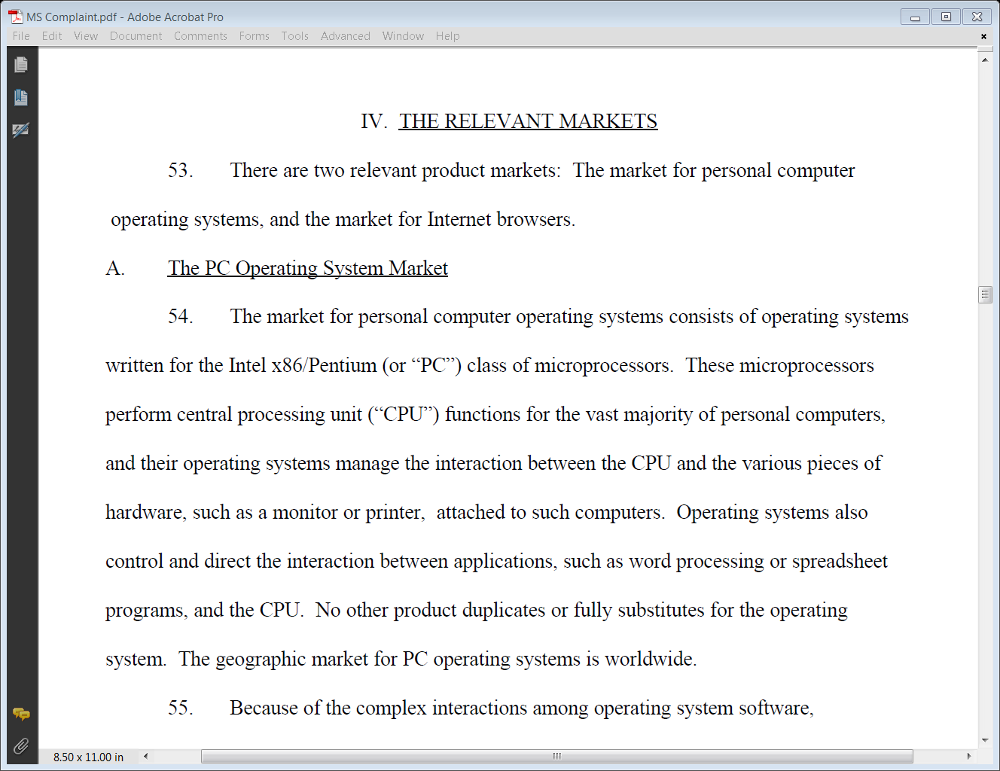 MS Complaint.pdf - Adobe Acrobat Pro
File Edit View Document Comments Forms Tools Advanced Window Help
IV. THE RELEVANT MARKETS
53. There are two relevant product markets: The market for personal computer
operating systems, and the market for Internet browsers.
A. The PC Operating System Market
54. The market for personal computer operating systems consists of operating systems
written for the Intel x86/Pentium (or “PC”) class of microprocessors. These microprocessors
perform central processing unit (“CPU”) functions for the vast majority of personal computers,
and their operating systems manage the interaction between the CPU and the various pieces of
hardware, such as a monitor or printer, attached to such computers. Operating systems also
control and direct the interaction between applications, such as word processing or spreadsheet
programs, and the CPU. No other product duplicates or fully substitutes for the operating
system. The geographic market for PC operating systems is worldwide.
55. Because of the complex interactions among operating system software,
8.50 x 11.00 in